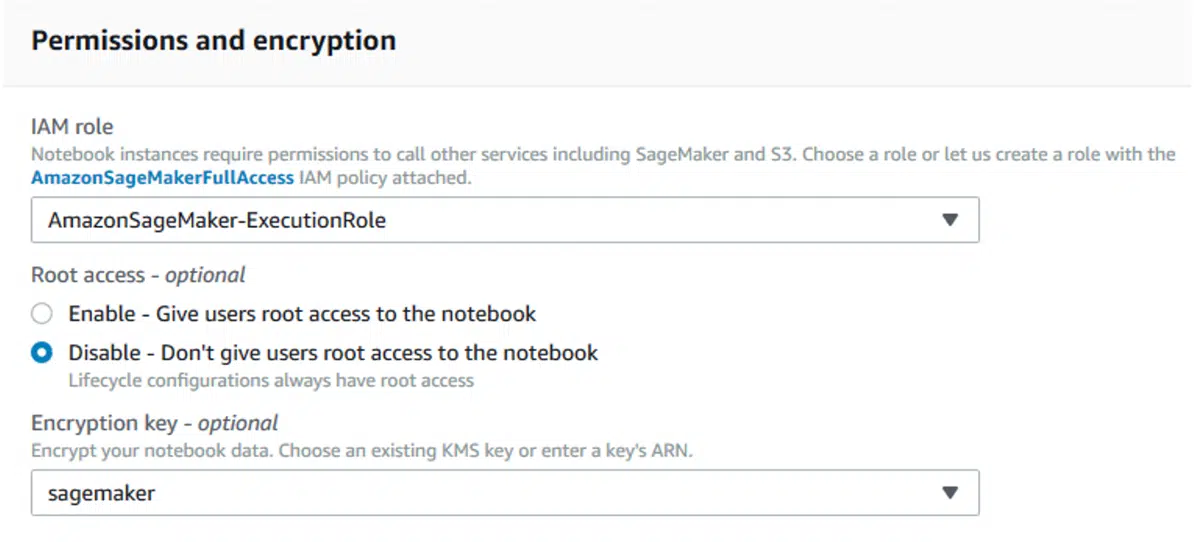 Permissions and encryption
IAM role
Notebook instances require permissions to call other services including SageMaker and S3. Choose a role or let us create a role with the
AmazonSageMakerFullAccess IAM policy attached.
AmazonSageMaker-ExecutionRole
Root access - optional
Enable - Give users root access to the notebook
Disable - Don't give users root access to the notebook
Lifecycle configurations always have root access
Encryption key - optional
Encrypt your notebook data. Choose an existing KMS key or enter a key's ARN.
sagemaker